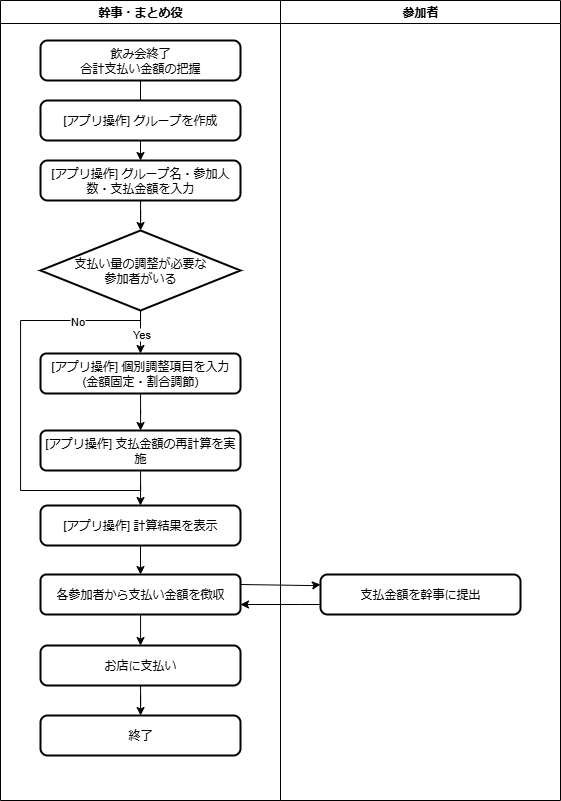 幹事・まとめ役
参加者
飲み会終了
合計支払い金額の把握
[アプリ操作] グループを作成
[アプリ操作] グループ名・参加人
数・支払金額を入力
支払い量の調整が必要な
参加者がいる
No
Yes
[アプリ操作] 個別調整項目を入力
(金額固定・割合調節)
[アプリ操作] 支払金額の再計算を実
施
[アプリ操作] 計算結果を表示
各参加者から支払い金額を徴収
支払金額を幹事に提出
お店に支払い
終了